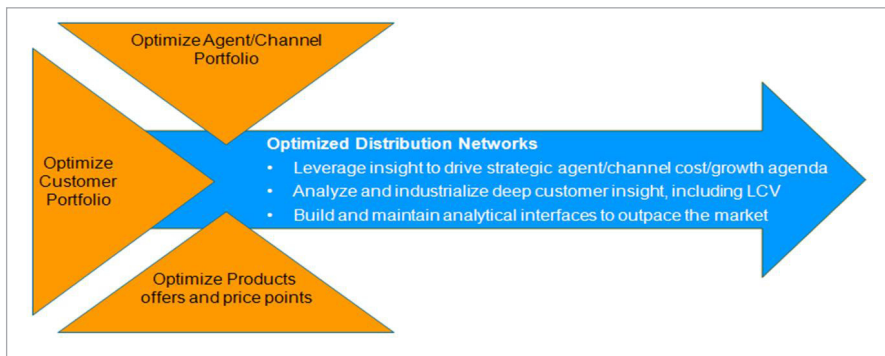 Optimize Agent/Channel
Portfolio
Optimize
Customer
Portfolio
Optimized Distribution Networks
• Leverage insight to drive strategic agent/channel cost/growth agenda
• Analyze and industrialize deep customer insight, including LCV
• Build and maintain analytical interfaces to outpace the market
Optimize Products
offers and price points